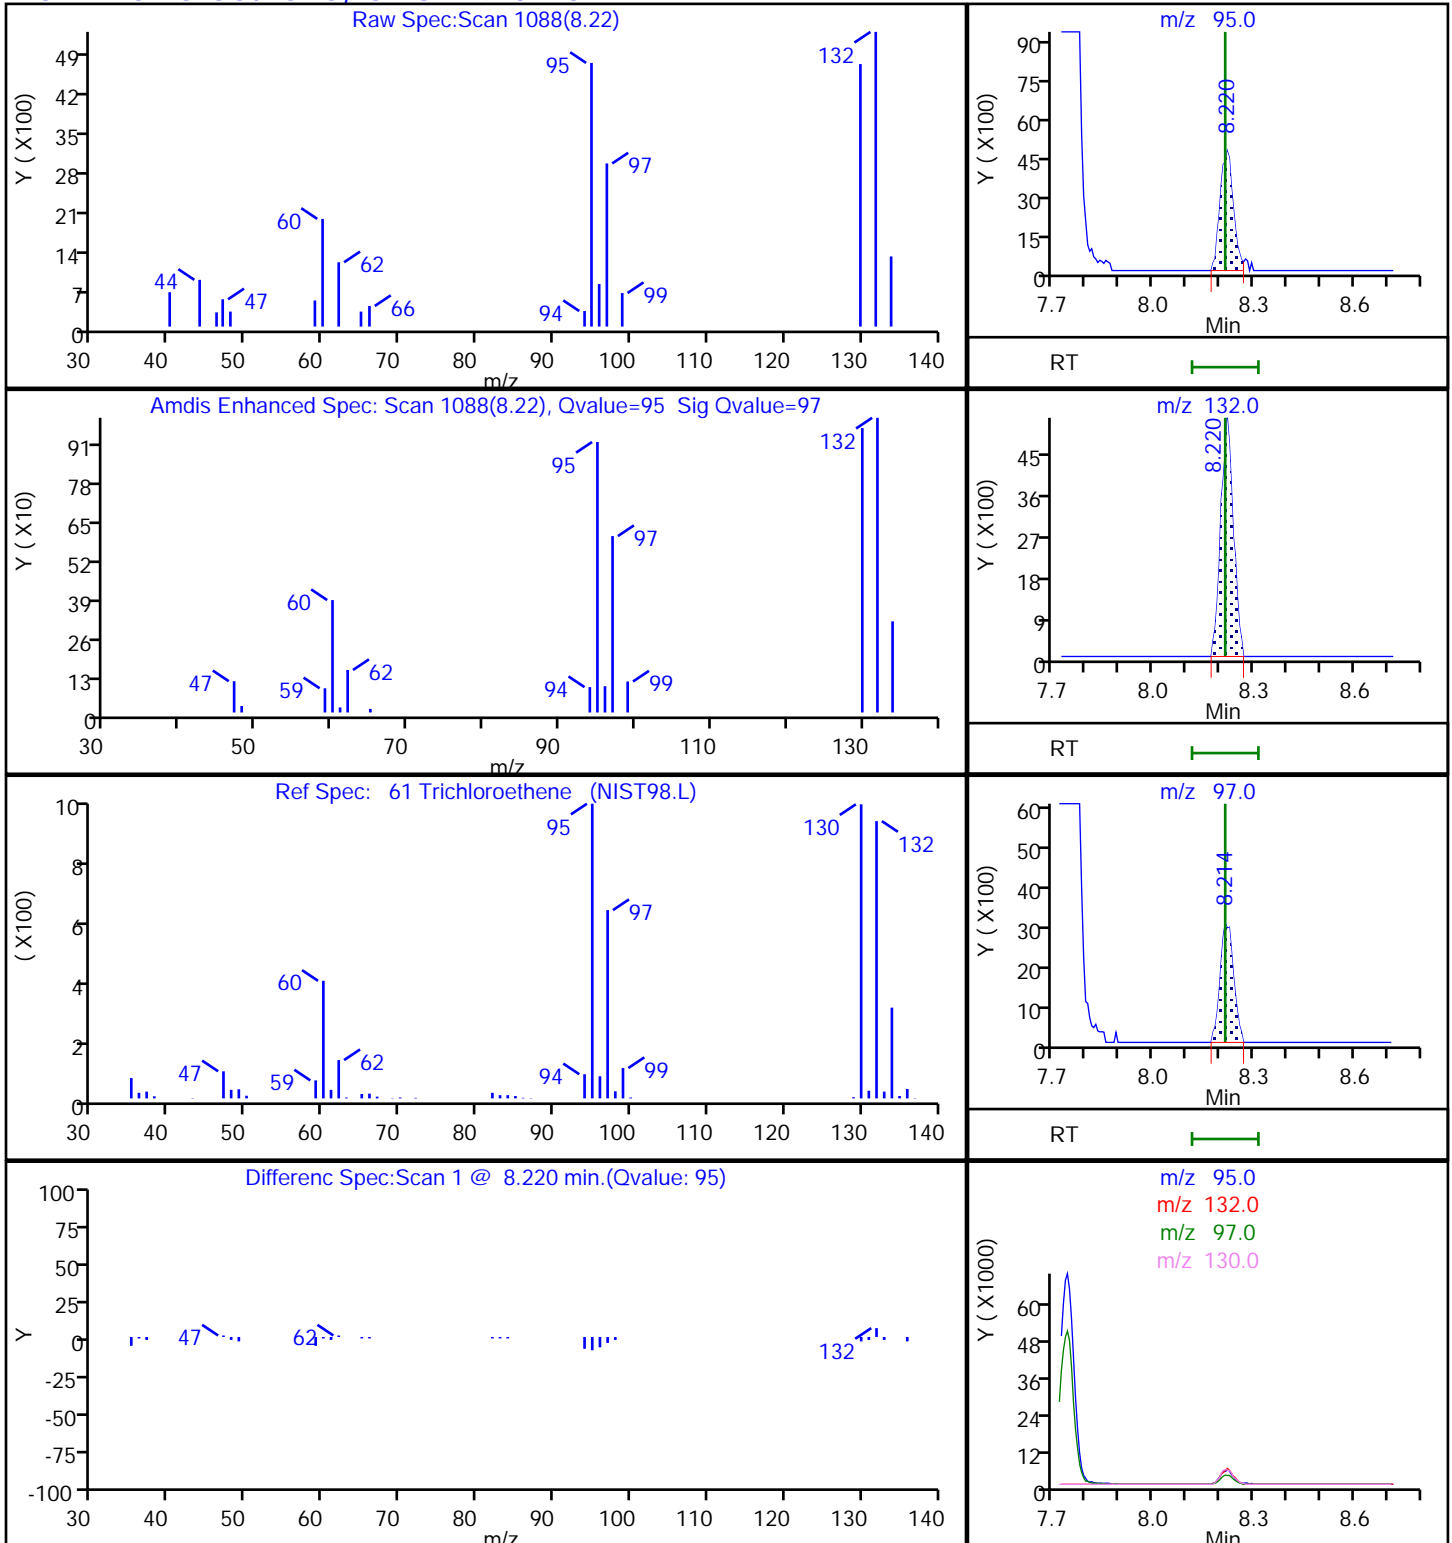 Raw Spec:Scan 1088(8.22)
Y ( X100)
49
42
35
28
21
14
7
0
44
47
60
62
66
94
95
97
99
132
30 40 50 60 70 80 90 100 110 120 130 140
m/z
m/z 95.0
Y ( X100)
90
75
60
45
30
15
0
8.220
7.7 8.0 8.3 8.6
Min
RT
Amdis Enhanced Spec: Scan 1088(8.22), Qvalue=95 Sig Qvalue=97
Y ( X10)
91
78
65
52
39
26
13
0
47
59
60
62
94
95
97
99
132
30 50 70 90 110 130
m/z
m/z 132.0
Y ( X100)
45
36
27
18
9
0
8.220
7.7 8.0 8.3 8.6
Min
RT
Ref Spec: 61 Trichloroethene (NIST98.L)
( X100)
10
8
6
4
2
0
47
59
60
62
94
95
97
99
130
132
30 40 50 60 70 80 90 100 110 120 130 140
m/z 97.0
Y ( X100)
60
50
40
30
20
10
0
8.214
7.7 8.0 8.3 8.6
Min
RT
Differenc Spec:Scan 1 @ 8.220 min.(Qvalue: 95)
Y
100
75
50
25
0
-25
-50
-75
-100
47
62
132
30 40 50 60 70 80 90 100 110 120 130 140
m/z
m/z 95.0
m/z 132.0
m/z 97.0
m/z 130.0
Y ( X1000)
60
48
36
24
12
0
7.7 8.0 8.3 8.6
Min